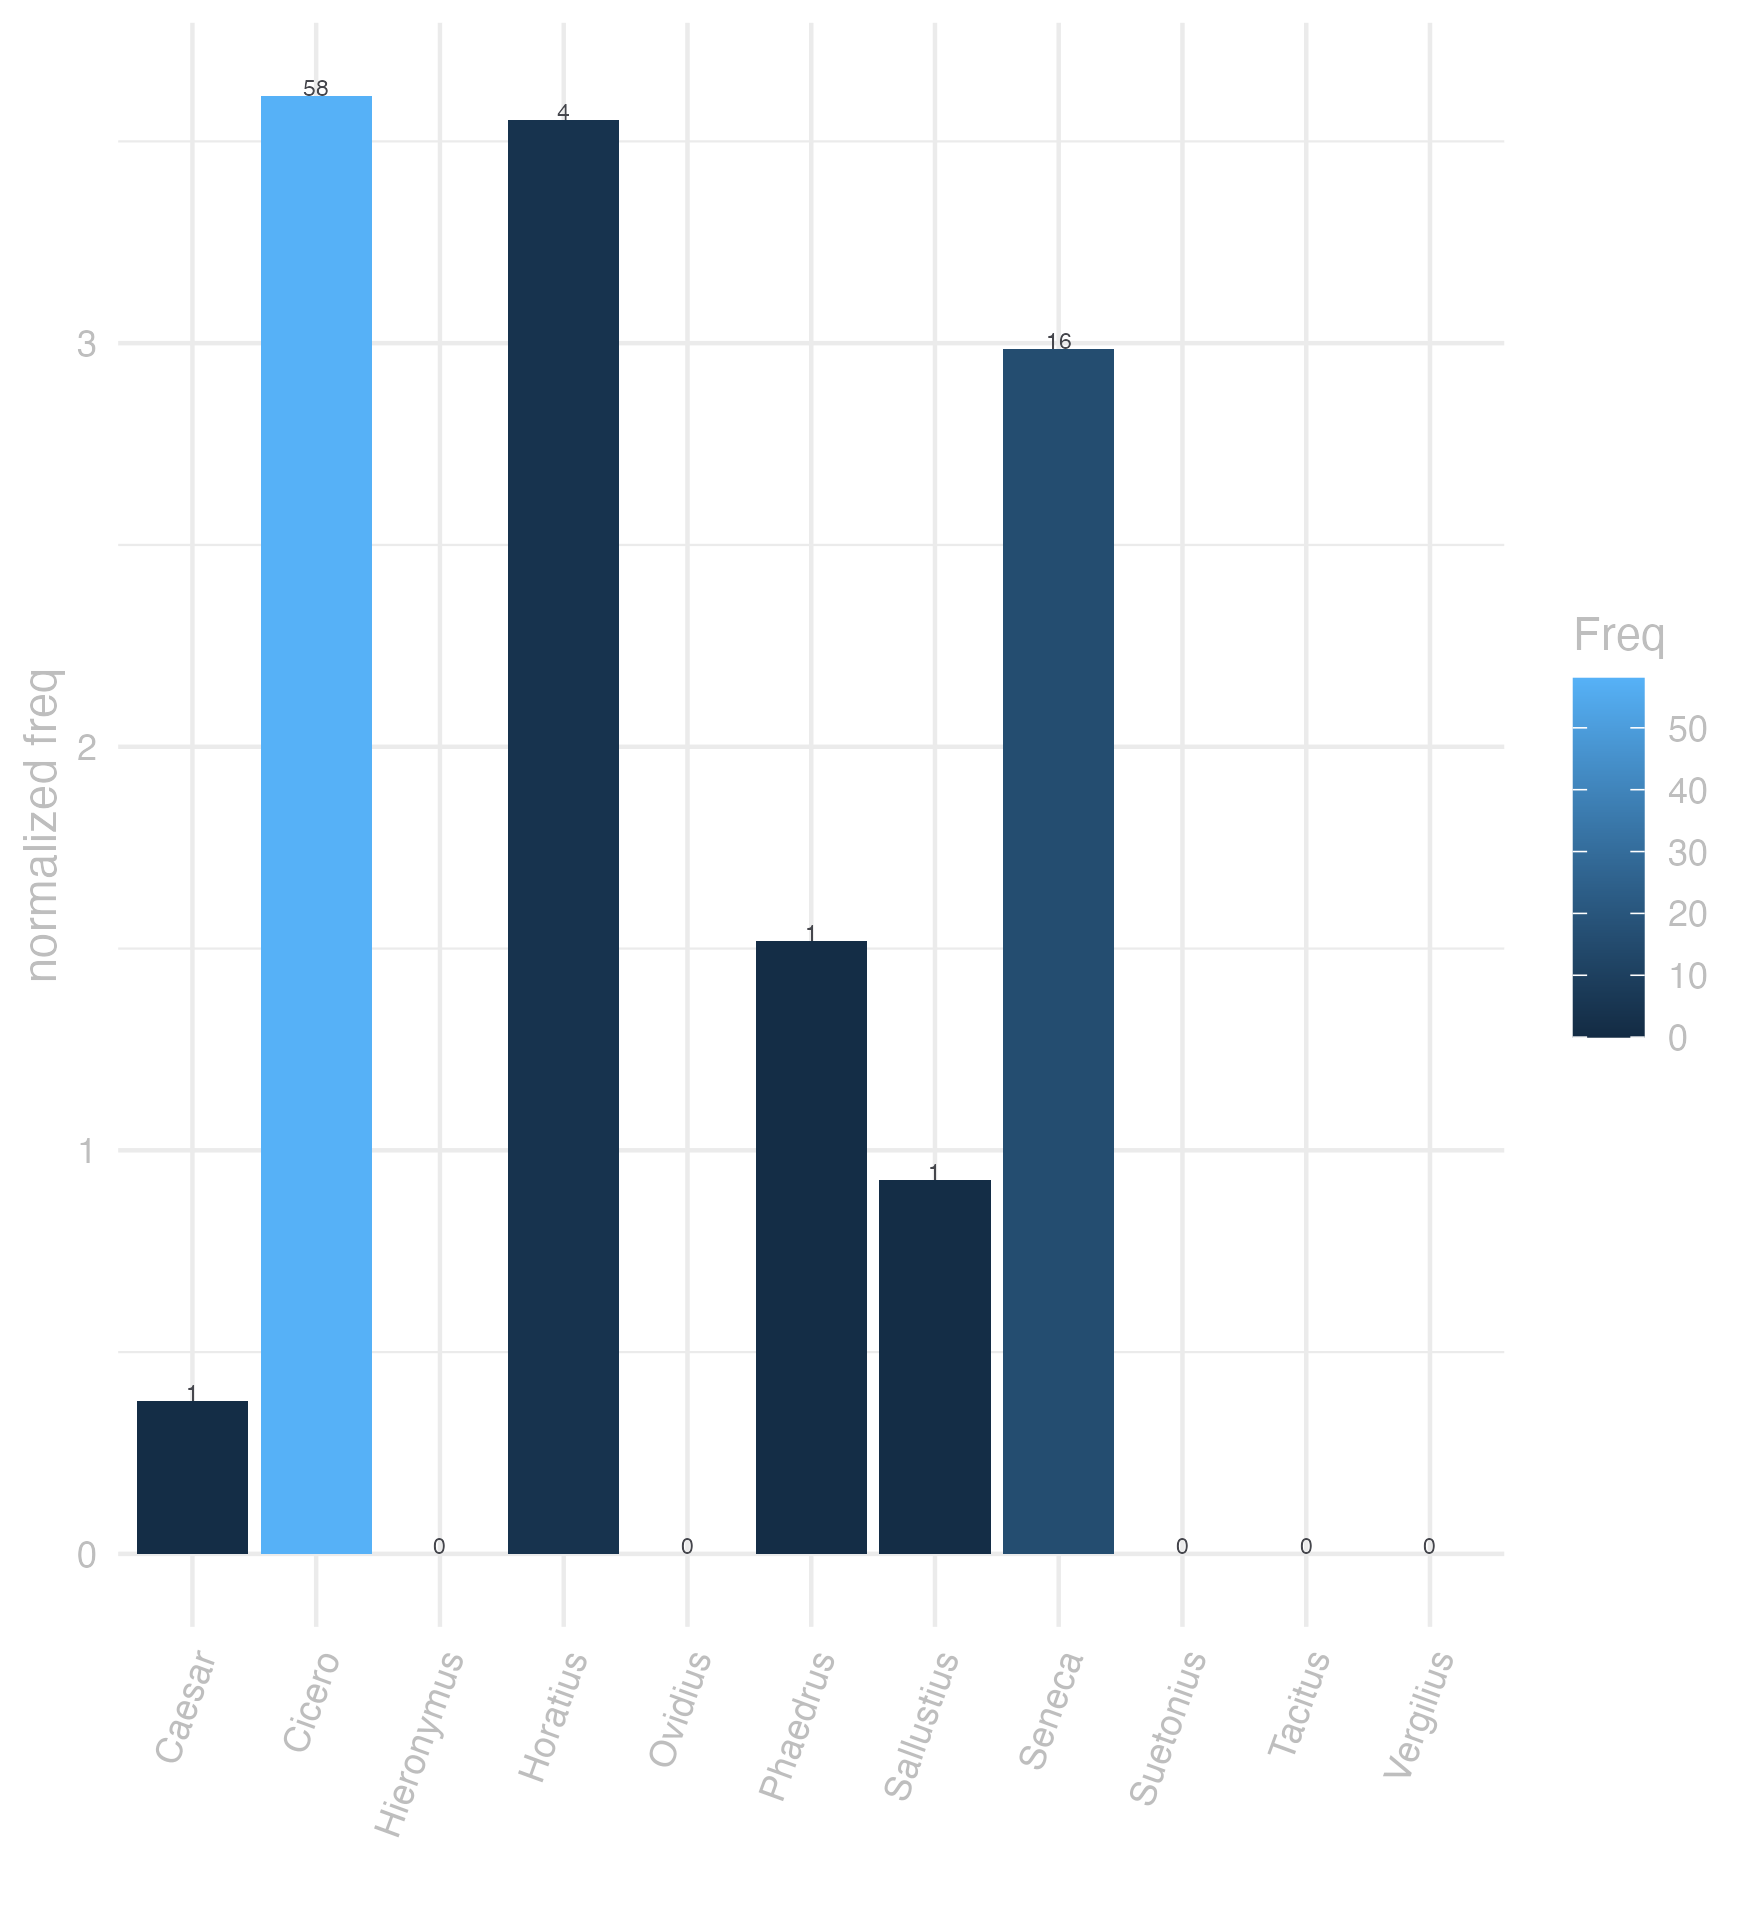 58
4
16
1
1
1
0
0
0
0
0
3
2
1
0
normalized freq
Caesar
Cicero
Hieronymus
Horatius
Ovidius
Phaedrus
Sallustius
Seneca
Suetonius
Tacitus
Vergilius
Freq
50
40
30
20
10
0